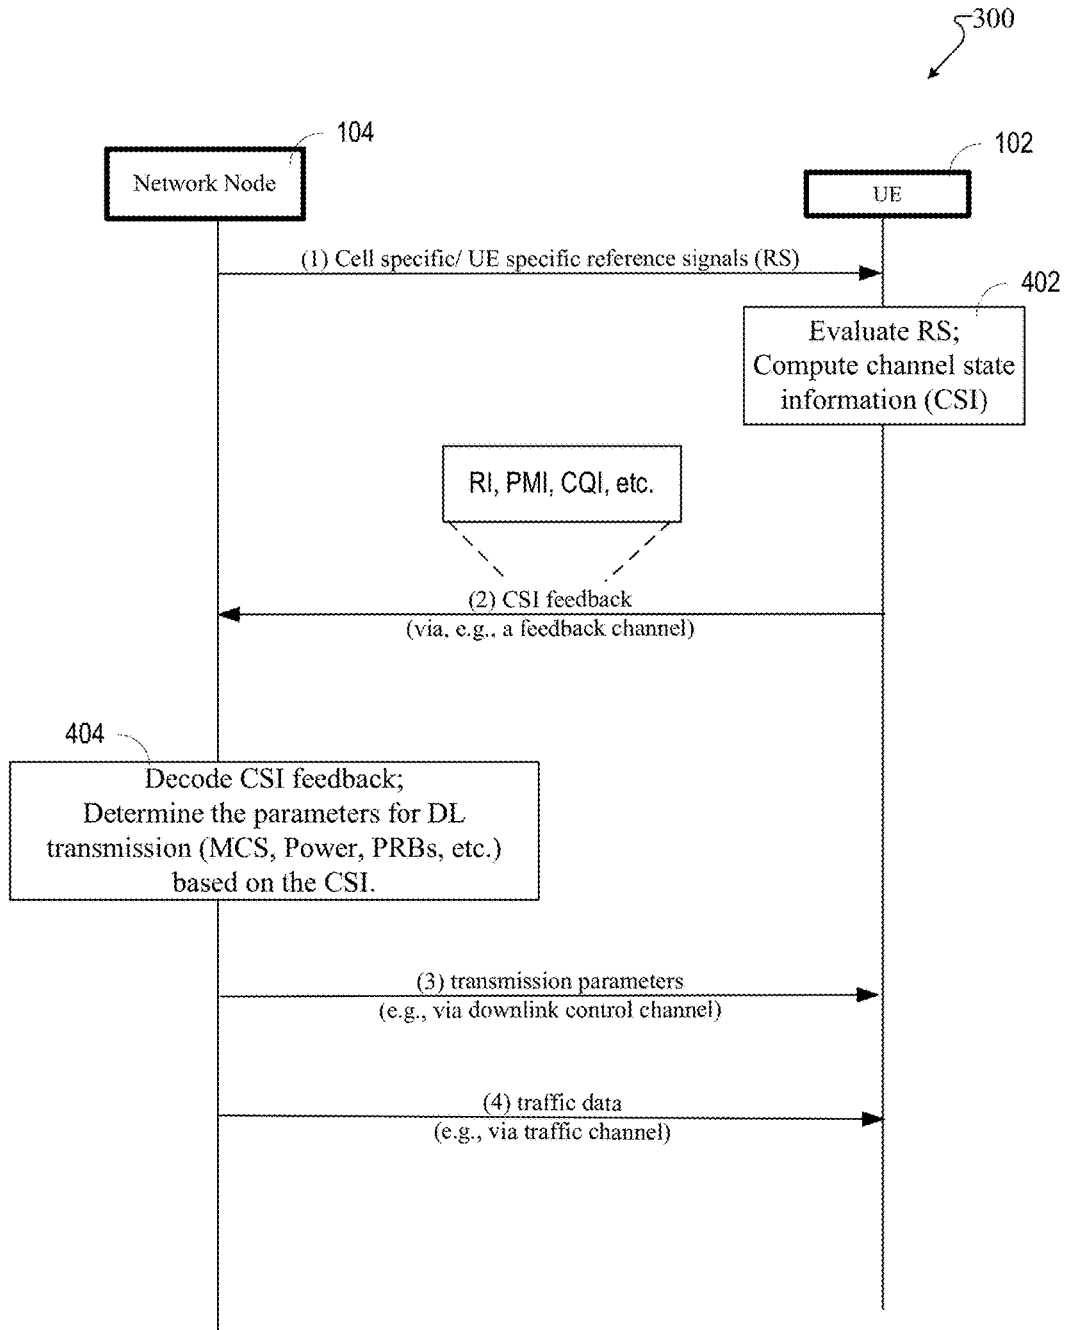 300
104
Network Node
102
UE
(1) Cell specific/ UE specific reference signals (RS)
402
Evaluate RS;
Compute channel state
information (CSI)
RI, PMI, CQI, etc.
(2) CSI feedback
(via, e.g., a feedback channel)
404
Decode CSI feedback;
Determine the parameters for DL
transmission (MCS, Power, PRBs, etc.)
based on the CSI.
(3) transmission parameters
(e.g., via downlink control channel)
(4) traffic data
(e.g., via traffic channel)